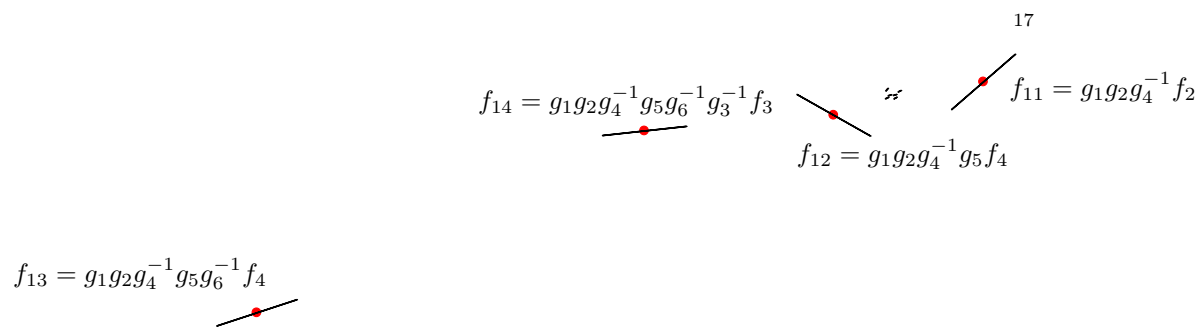 17
f_{11} = g_1g_2g_4^{-1}f_2
f_{14} = g_1g_2g_4^{-1}g_5g_6^{-1}g_3^{-1}f_3
f_{12} = g_1g_2g_4^{-1}g_5f_4
f_{13} = g_1g_2g_4^{-1}g_5g_6^{-1}f_4